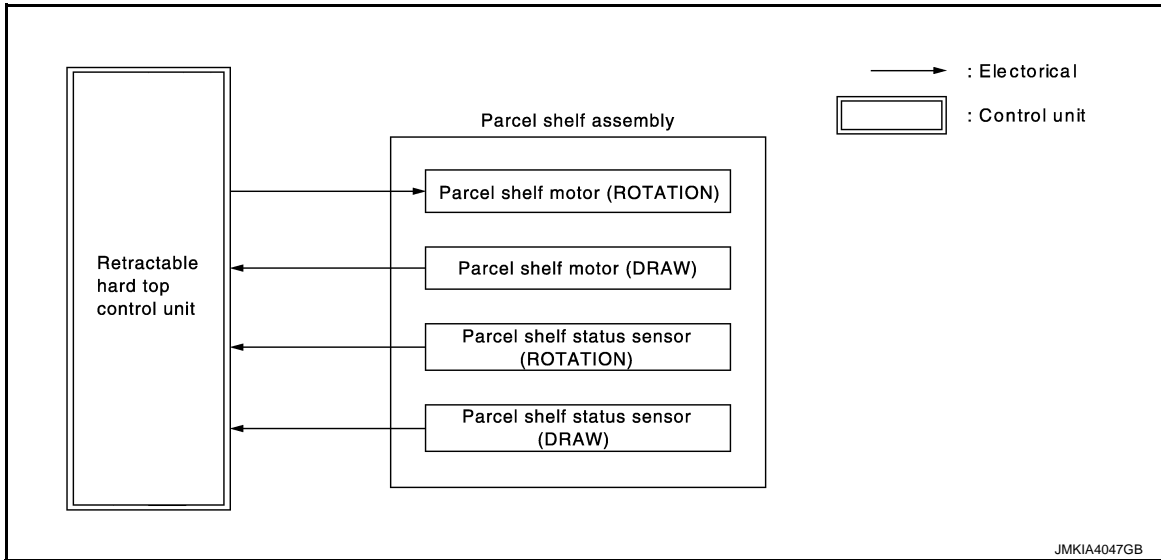 : Electorical
: Control unit
Parcel shelf assembly
Parcel shelf motor (ROTATION)
Parcel shelf motor (DRAW)
Parcel shelf status sensor
(ROTATION)
Parcel shelf status sensor
(DRAW)
Retractable
hard top
control unit
JMKIA4047GB